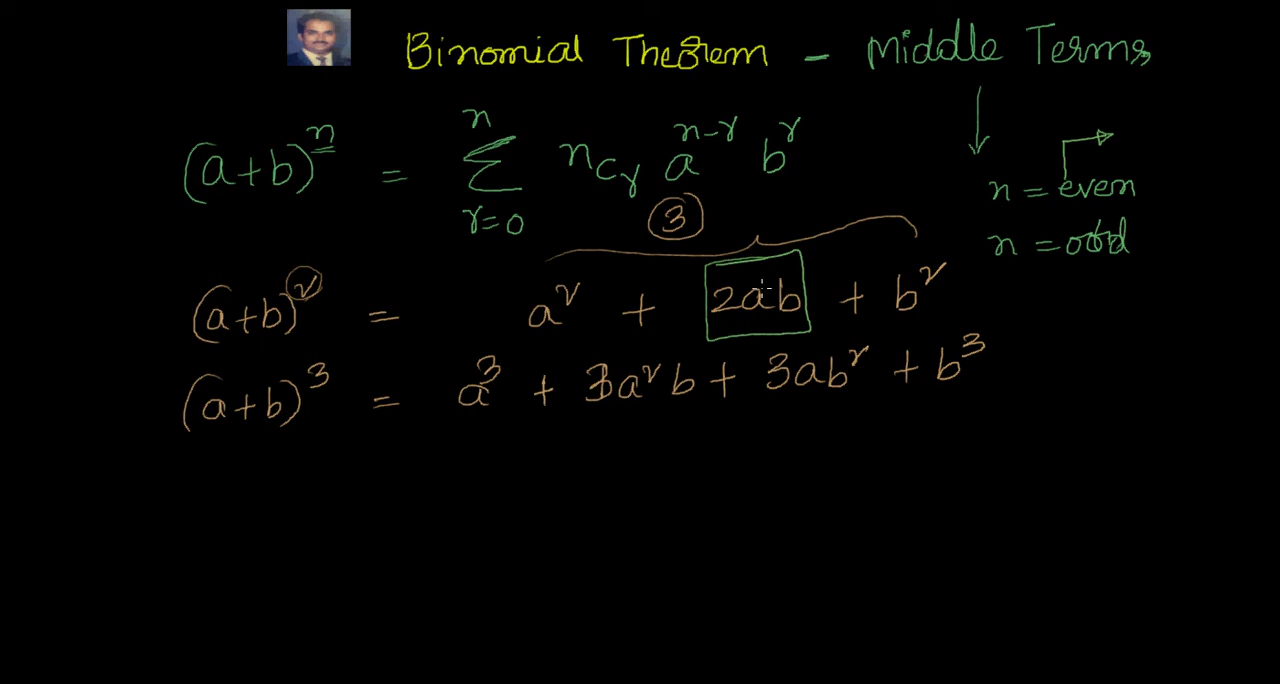 Binomial Theorem - Middle Terms
(a+b)^n = n Σ r=0 nCr a^{n-r} b^r
n = even
n = odd
3
(a+b)^2 = a^2 + 2ab + b^2
(a+b)^3 = a^3 + 3a^2b + 3ab^2 + b^3